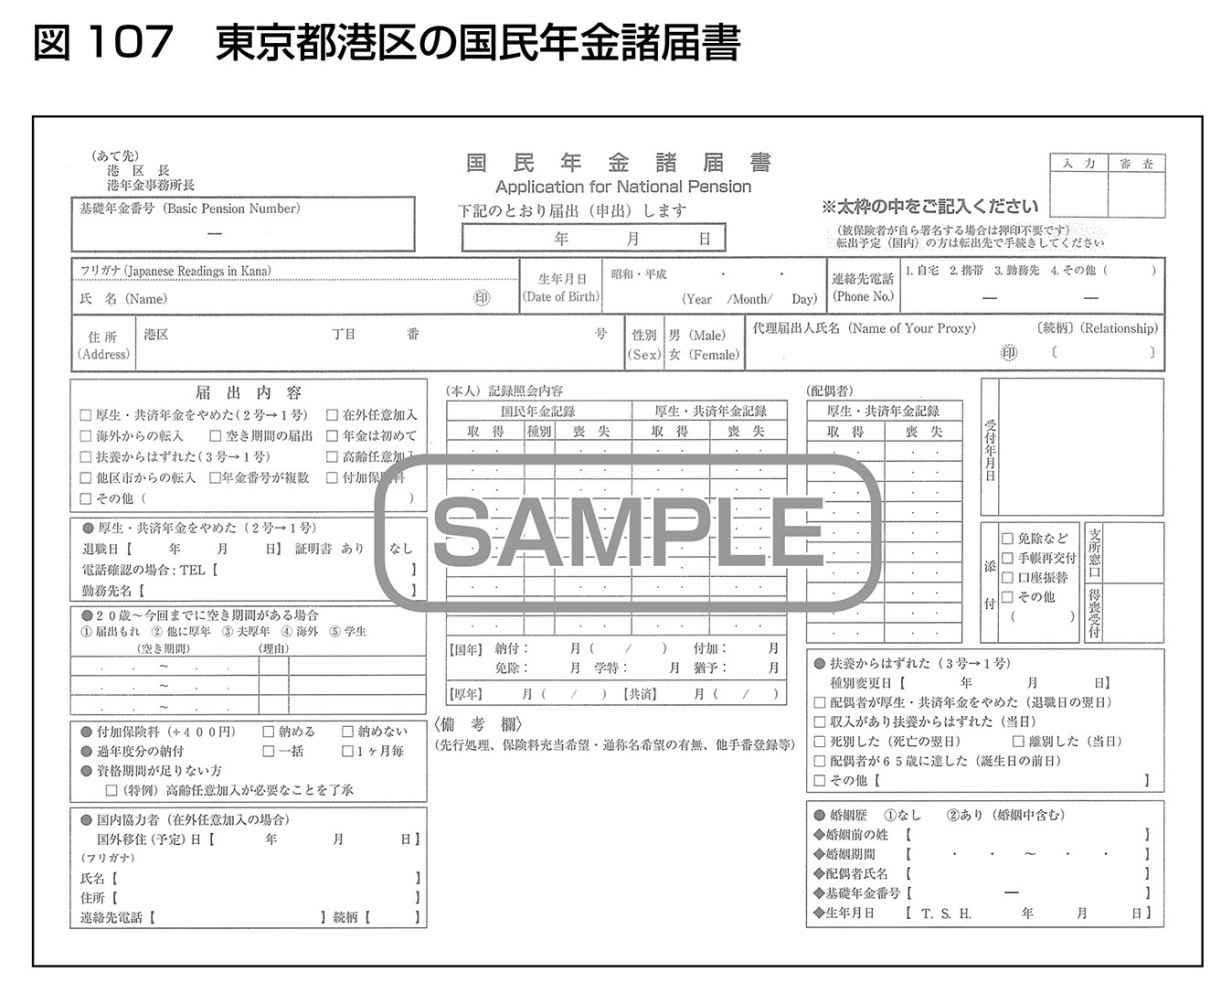 図 107　東京都港区の国民年金諸届書
（あて先）
港　区　長
港年金事務所長
国　民　年　金　諸　届　書
Application for National Pension
入　力　審　査
基礎年金番号（Basic Pension Number）
―
下記のとおり届出（申出）します
年　月　日
※太枠の中をご記入ください
（被保険者が自ら署名する場合は押印不要です）
転出予定（国内）の方は転出先で手続きしてください
フリガナ(Japanese Readings in Kana)
氏　名（Name）　㊞
生年月日
(Date of Birth)
昭和・平成　・　・
（Year　/Month/　Day）
連絡先電話
(Phone No.)
1. 自宅　2. 携帯　3. 勤務先　4. その他（　）
―　―
住 所
(Address)
港区　丁目　番　号
性別
(Sex)
男（Male）
女（Female）
代理届出人氏名（Name of Your Proxy）　〔続柄〕（Relationship）
㊞　〔　〕
届　出　内　容
□ 厚生・共済年金をやめた(２号→１号)　□ 在外任意加入
□ 海外からの転入　□ 空き期間の届出　□ 年金は初めて
□ 扶養からはずれた(３号→１号)　□ 高齢任意加入
□ 他区市からの転入　□年金番号が複数　□ 付加保険料
□ その他（　）
● 厚生・共済年金をやめた（２号→１号）
退職日【　年　月　日】　証明書　あり　なし
電話確認の場合：TEL【　】
勤務先名【　】
●２０歳～今回までに空き期間がある場合
① 届出もれ　② 他に厚年　③ 夫厚年　④ 海外　⑤ 学生
（空き期間）　（理由）
・　・　～　・　・
・　・　～　・　・
・　・　～　・　・
● 付加保険料（＋４００円）　□ 納める　□ 納めない
● 過年度分の納付　□ 一括　□１ヶ月毎
● 資格期間が足りない方
□（特例）高齢任意加入が必要なことを了承
● 国内協力者（在外任意加入の場合）
国外移住(予定)日【　年　月　日】
（フリガナ）
氏名【　】
住所【　】
連絡先電話【　】続柄【　】
（本人）記録照会内容
国民年金記録　厚生・共済年金記録
取　得　種別　喪　失　取　得　喪　失
SAMPLE
【国年】　納付：　月（　/　）　付加：　月
免除：　月　学特：　月　猶予：　月
【厚年】　月（　/　）　【共済】　月（　/　）
〈備　考　欄〉
（先行処理、保険料充当希望・通称名希望の有無、他手番登録等）
（配偶者）
厚生・共済年金記録
取　得　喪　失
受付年月日
添付
□ 免除など
□ 手帳再交付
□ 口座振替
□ その他
（　）
支所窓口
得喪受付
● 扶養からはずれた（３号→１号）
種別変更日【　年　月　日】
□ 配偶者が厚生・共済年金をやめた（退職日の翌日）
□ 収入があり扶養からはずれた（当日）
□ 死別した（死亡の翌日）　□ 離別した（当日）
□ 配偶者が６５歳に達した（誕生日の前日）
□ その他【　】
● 婚姻歴　①なし　②あり（婚姻中含む）
◆婚姻前の姓　【　】
◆婚姻期間　【　・　・　～　・　・　】
◆配偶者氏名　【　】
◆基礎年金番号【　―　】
◆生年月日　【　T. S. H.　年　月　日】